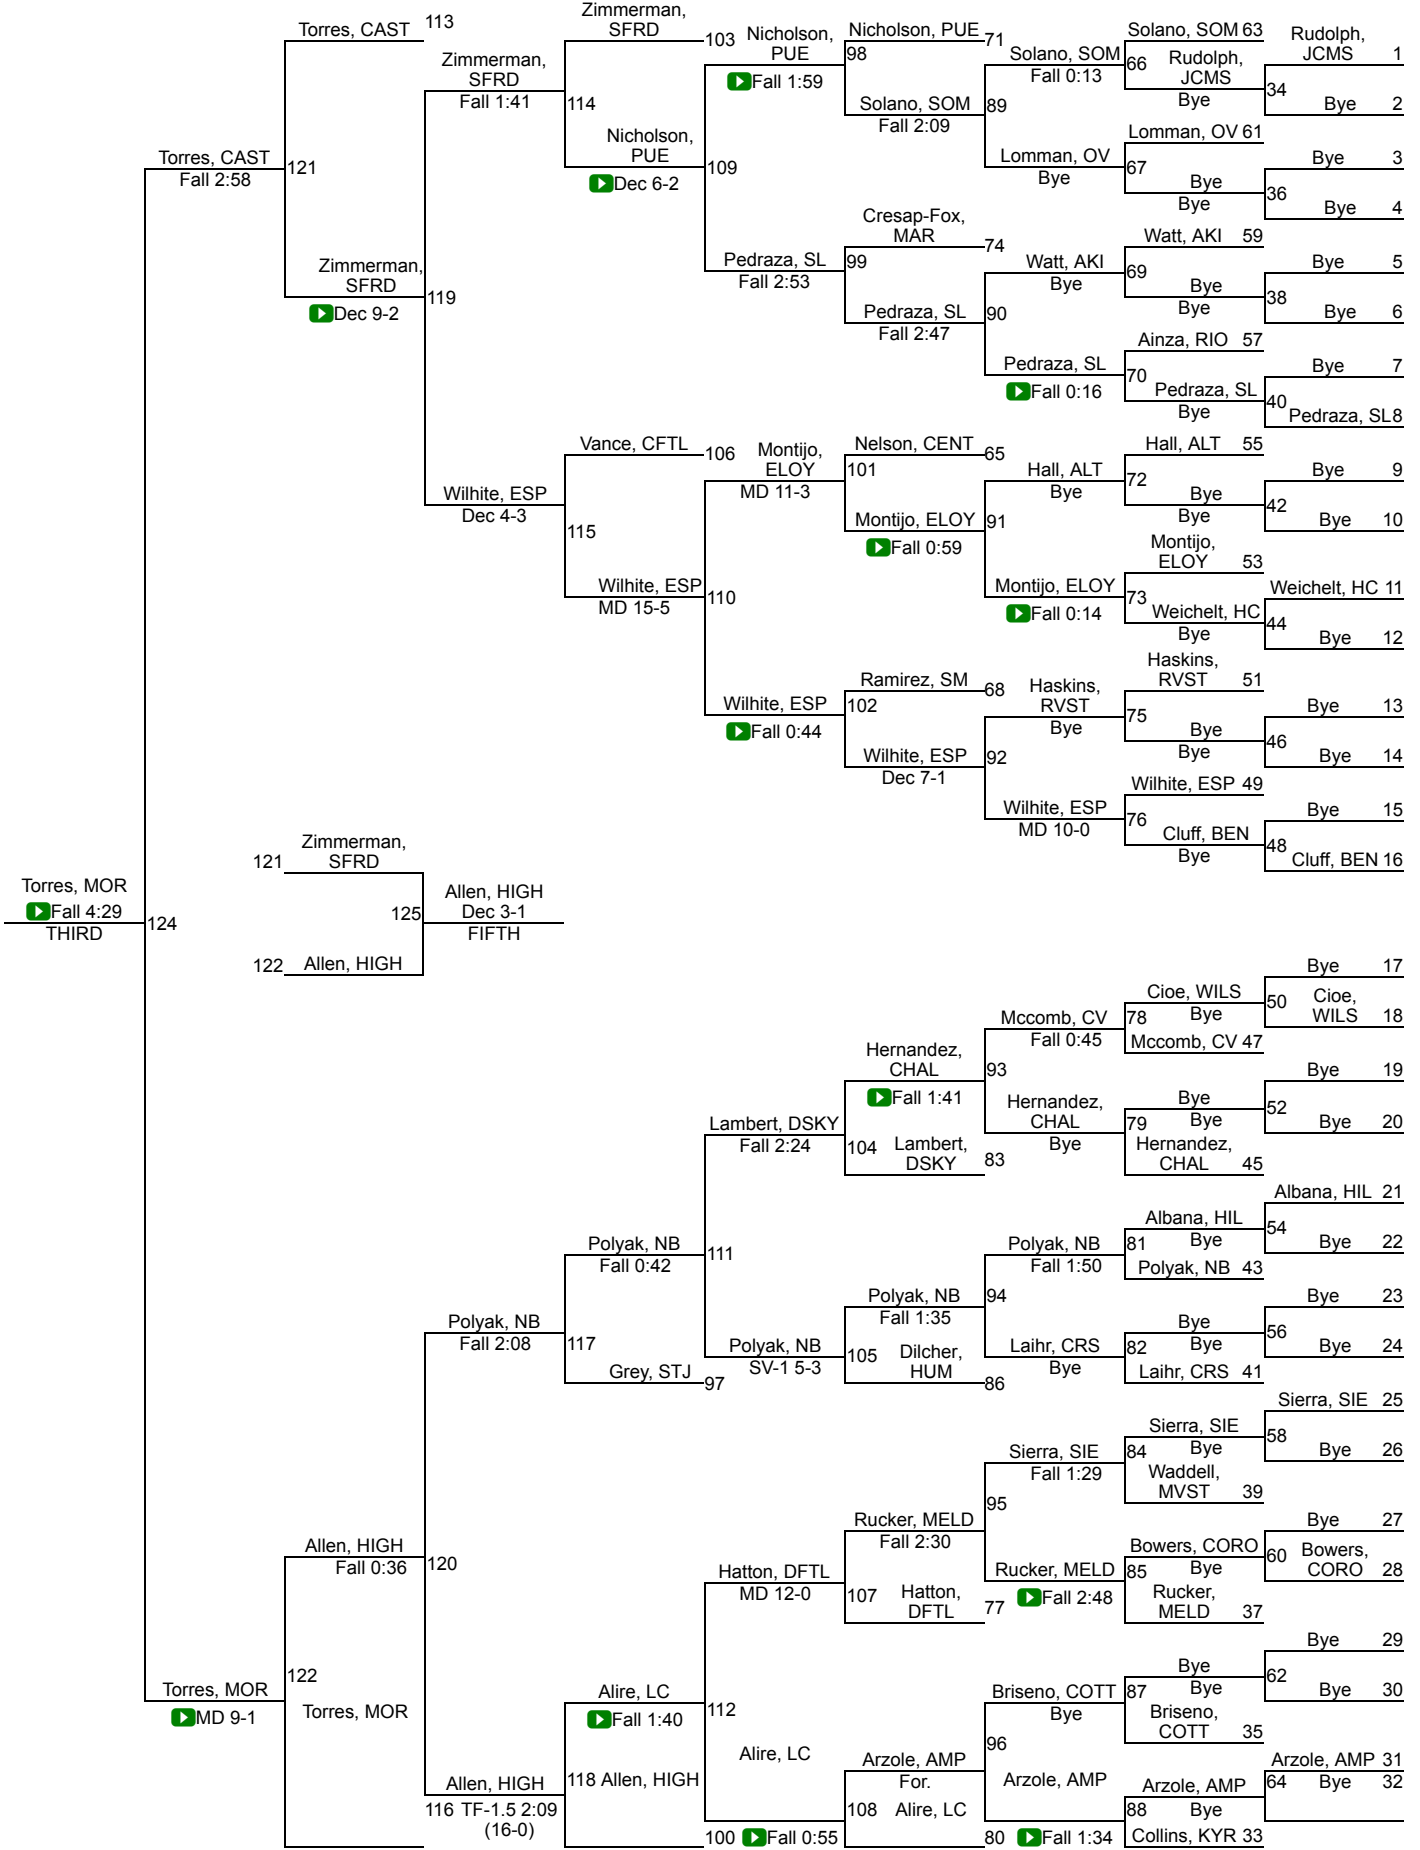 Zimmerman,
SFRD
Torres, CAST 113
103
Nicholson,
PUE
Fall 1:59
Nicholson, PUE 71
98
Solano, SOM
Fall 0:13
Solano, SOM 63
66
Rudolph,
JCMS
Bye
Rudolph,
JCMS 1
34
Bye 2
Zimmerman,
SFRD
Fall 1:41
114
Solano, SOM
Fall 2:09
89
Nicholson,
PUE
Dec 6-2
109
Lomman, OV
Bye
Lomman, OV 61
67
Bye
Bye
Bye 3
36
Bye 4
Torres, CAST
Fall 2:58
121
Cresap-Fox,
MAR
74
Pedraza, SL
Fall 2:53
99
Watt, AKI
Bye
Watt, AKI 59
69
Bye
Bye
Bye 5
38
Bye 6
Zimmerman,
SFRD
Dec 9-2
119
Pedraza, SL
Fall 2:47
90
Pedraza, SL
Fall 0:16
Ainza, RIO 57
70
Pedraza, SL
Bye
Bye 7
40
Pedraza, SL 8
Vance, CFTL 106
Montijo,
ELOY
MD 11-3
Nelson, CENT 65
101
Hall, ALT
Bye
Hall, ALT 55
72
Bye
Bye
Bye 9
42
Bye 10
Wilhite, ESP
Dec 4-3
115
Montijo, ELOY
Fall 0:59
91
Montijo, ELOY
Fall 0:14
Montijo,
ELOY 53
73
Weichelt, HC
Bye
Weichelt, HC 11
44
Bye 12
Wilhite, ESP
MD 15-5
110
Wilhite, ESP
Fall 0:44
Ramirez, SM 68
102
Haskins,
RVST
Bye
Haskins,
RVST 51
75
Bye
Bye
Bye 13
46
Bye 14
Wilhite, ESP
Dec 7-1
92
Wilhite, ESP
MD 10-0
Wilhite, ESP 49
76
Cluff, BEN
Bye
Bye 15
48
Cluff, BEN 16
121
Zimmerman,
SFRD
Torres, MOR
Fall 4:29
THIRD
124
125
Allen, HIGH
Dec 3-1
FIFTH
122 Allen, HIGH
Bye 17
Cioe, WILS
Bye
50
Cioe,
WILS 18
Mccomb, CV
Fall 0:45
78
Mccomb, CV 47
Hernandez,
CHAL
Fall 1:41
93
Bye 19
52
Bye 20
Hernandez,
CHAL
Bye
Bye
Bye
79
Hernandez,
CHAL 45
Lambert, DSKY
Fall 2:24
104
Lambert,
DSKY 83
Albana, HIL 21
54
Bye 22
Albana, HIL
Bye
81
Polyak, NB 43
Polyak, NB
Fall 0:42
111
Polyak, NB
Fall 1:50
Polyak, NB
Fall 1:35
94
Bye 23
56
Bye 24
Polyak, NB
Fall 2:08
117
Polyak, NB
SV-1 5-3
105
Dilcher,
HUM
86
Laihr, CRS
Bye
Bye
Bye
82
Laihr, CRS 41
Grey, STJ 97
Sierra, SIE 25
58
Bye 26
Sierra, SIE
Fall 1:29
Sierra, SIE
Bye
84
Waddell,
MVST 39
95
Rucker, MELD
Fall 2:30
Bye 27
60
Bowers,
CORO 28
Allen, HIGH
Fall 0:36
120
Hatton, DFTL
MD 12-0
107
Hatton,
DFTL 77
Rucker, MELD
Fall 2:48
Bowers, CORO
Bye
85
Rucker,
MELD 37
Bye 29
62
Bye 30
Torres, MOR
MD 9-1
122
Torres, MOR
Alire, LC
Fall 1:40
112
Briseno, COTT
Bye
Bye
Bye
87
Briseno,
COTT 35
96
Alire, LC
Arzole, AMP
For.
Arzole, AMP
Arzole, AMP 31
64
Bye 32
Allen, HIGH
116 TF-1.5 2:09
(16-0)
118 Allen, HIGH
108 Alire, LC
Arzole, AMP
Bye
88
100 Fall 0:55
80 Fall 1:34
Collins, KYR 33